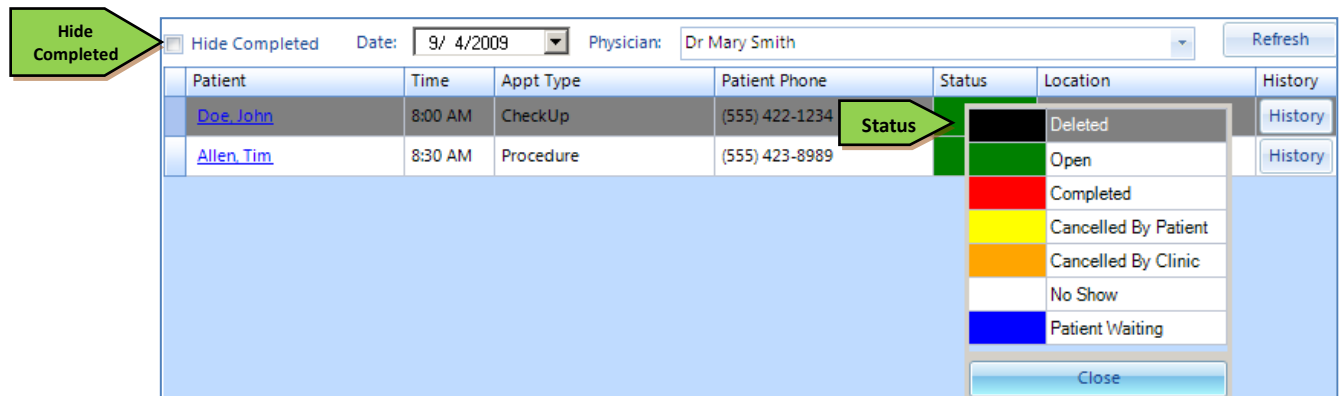 Hide
Completed
Hide Completed Date: 9/ 4/2009 Physician: Dr Mary Smith Refresh
Patient Time Appt Type Patient Phone Status Location History
Doe, John 8:00 AM CheckUp (555) 422-1234 History
Allen, Tim 8:30 AM Procedure (555) 423-8989 History
Status
Deleted
Open
Completed
Cancelled By Patient
Cancelled By Clinic
No Show
Patient Waiting
Close